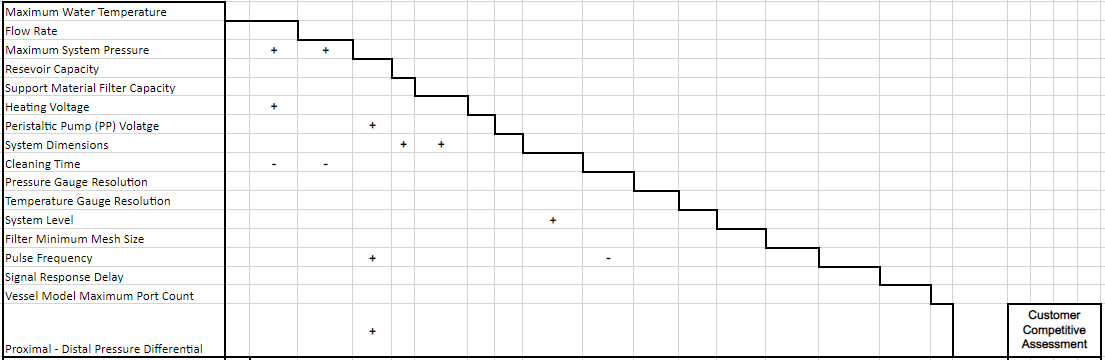 Maximum Water Temperature
Flow Rate
Maximum System Pressure + +
Resevoir Capacity
Support Material Filter Capacity
Heating Voltage +
Peristaltic Pump (PP) Volatge +
System Dimensions + +
Cleaning Time - -
Pressure Gauge Resolution
Temperature Gauge Resolution
System Level +
Filter Minimum Mesh Size
Pulse Frequency + -
Signal Response Delay
Vessel Model Maximum Port Count
+
Proximal - Distal Pressure Differential
Customer
Competitive
Assessment